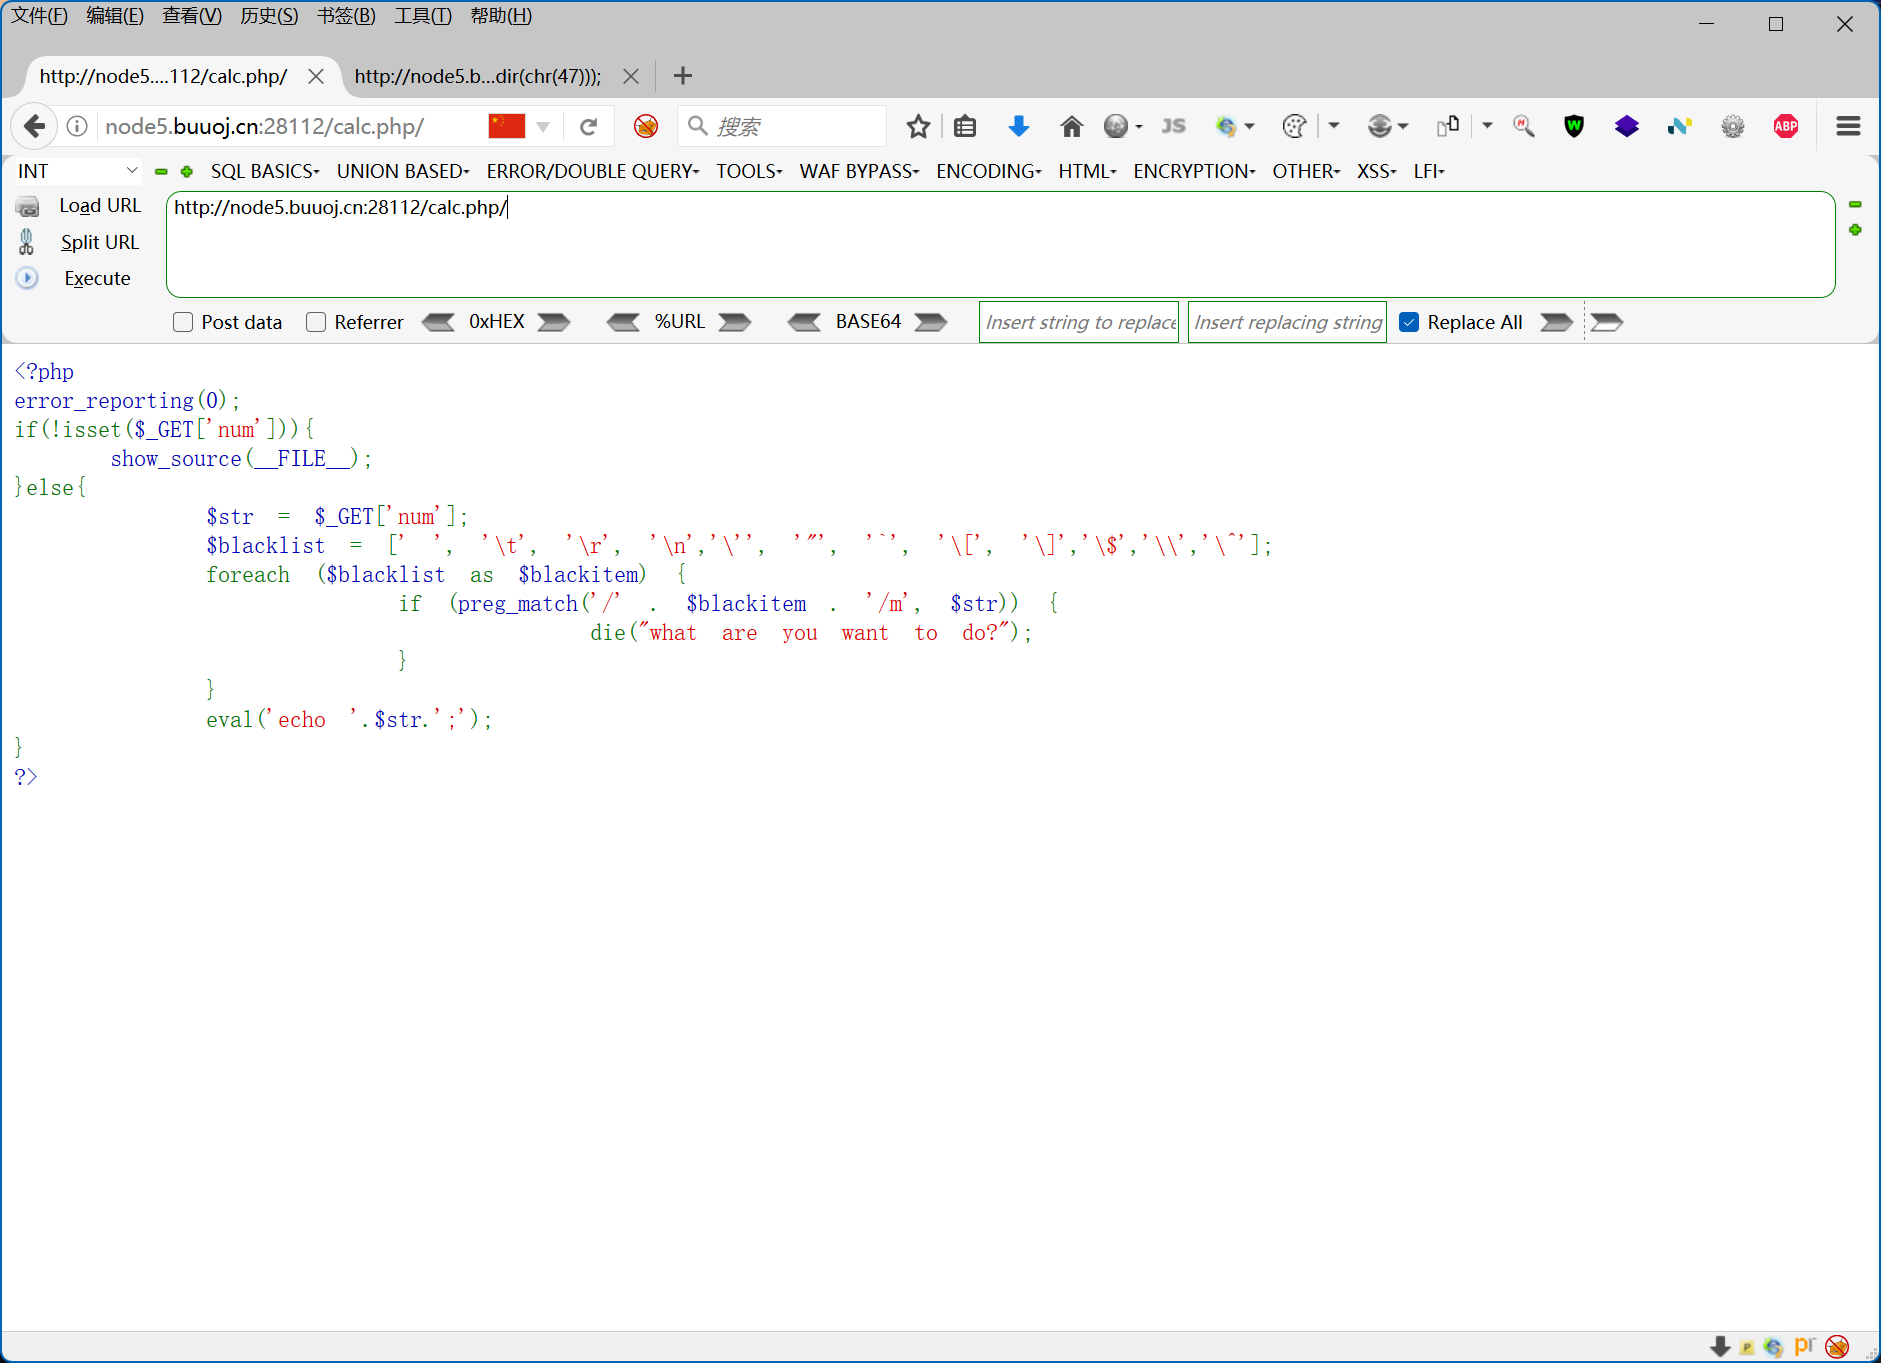 文件(F) 编辑(E) 查看(V) 历史(S) 书签(B) 工具(T) 帮助(H)
http://node5....112/calc.php/ http://node5.b...dir(chr(47)));
node5.buuoj.cn:28112/calc.php/ 搜索 JS W N ABP
INT SQL BASICS UNION BASED ERROR/DOUBLE QUERY TOOLS WAF BYPASS ENCODING HTML ENCRYPTION OTHER XSS LFI
Load URL http://node5.buuoj.cn:28112/calc.php/
Split URL
Execute
Post data Referrer 0xHEX %URL BASE64 Insert string to replace Insert replacing string Replace All
<?php
error_reporting(0);
if(!isset($_GET['num'])){
show_source(__FILE__);
}else{
$str = $_GET['num'];
$blacklist = [' ', '\t', '\r', '\n','\'', '"', '`', '\[', '\]','\$','\\','\^'];
foreach ($blacklist as $blackitem) {
if (preg_match('/' . $blackitem . '/m', $str)) {
die("what are you want to do?");
}
}
eval('echo '.$str.';');
}
?>
P pr